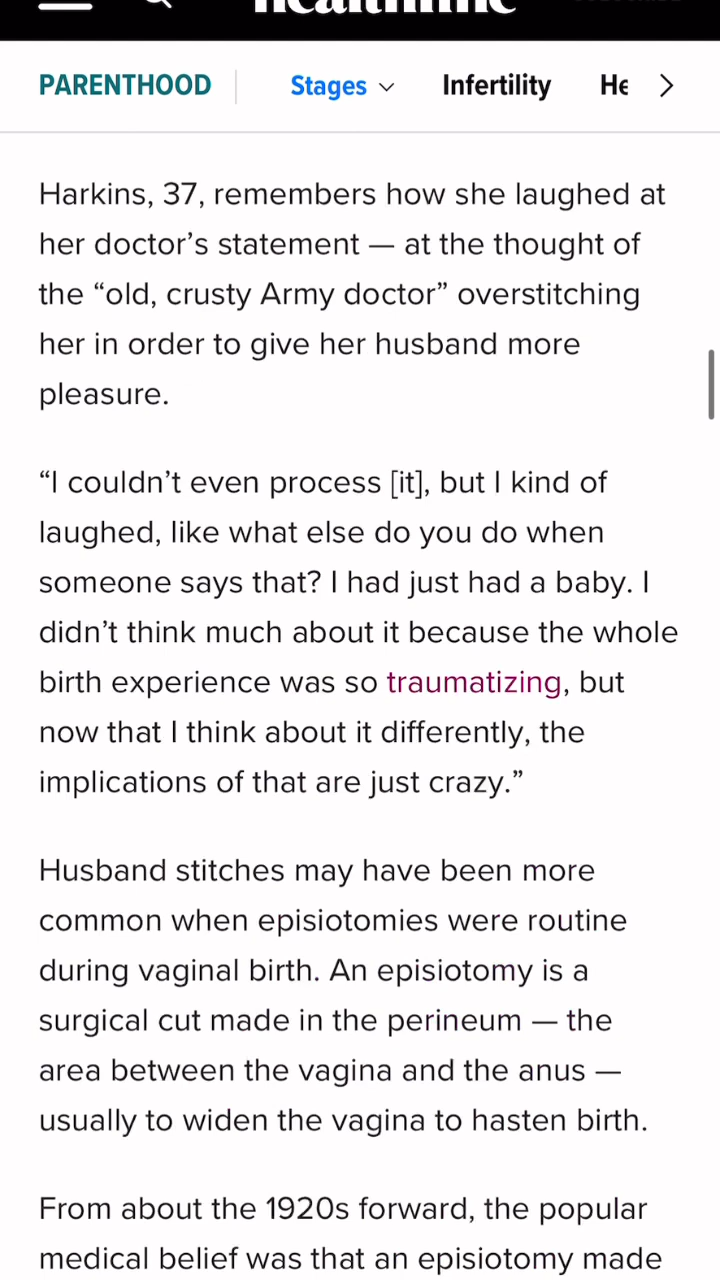 healthline
PARENTHOOD
Stages
Infertility
He
Harkins, 37, remembers how she laughed at
her doctor’s statement — at the thought of
the “old, crusty Army doctor” overstitching
her in order to give her husband more
pleasure.
“I couldn’t even process [it], but I kind of
laughed, like what else do you do when
someone says that? I had just had a baby. I
didn’t think much about it because the whole
birth experience was so traumatizing, but
now that I think about it differently, the
implications of that are just crazy.”
Husband stitches may have been more
common when episiotomies were routine
during vaginal birth. An episiotomy is a
surgical cut made in the perineum — the
area between the vagina and the anus —
usually to widen the vagina to hasten birth.
From about the 1920s forward, the popular
medical belief was that an episiotomy made